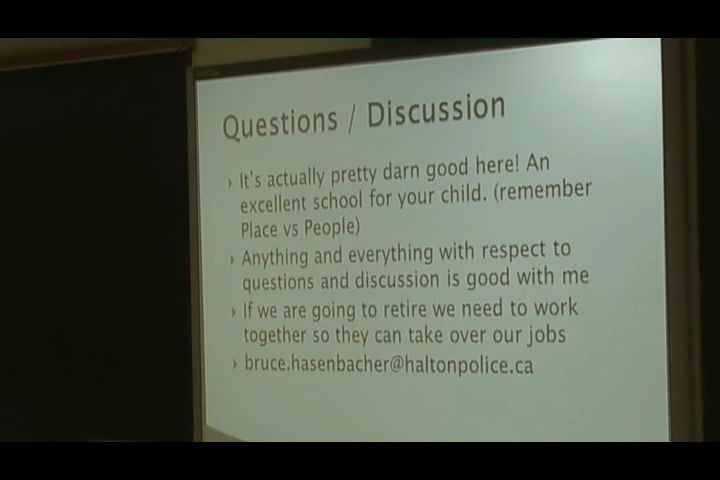 Questions / Discussion
It's actually pretty darn good here! An
excellent school for your child. (remember
Place vs People)
Anything and everything with respect to
questions and discussion is good with me
If we are going to retire we need to work
together so they can take over our jobs
bruce.hasenbacher@haltonpolice.ca